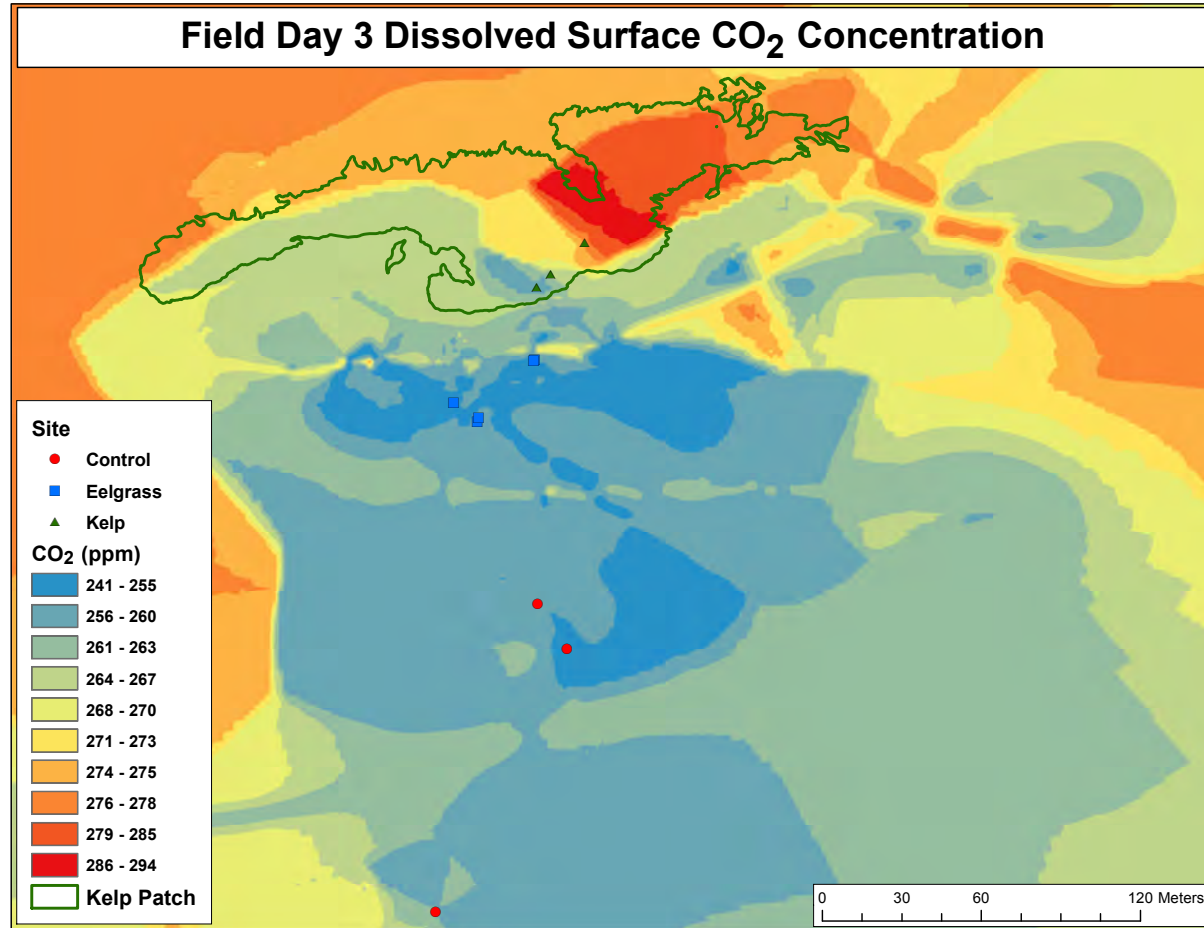 Field Day 3 Dissolved Surface CO₂ Concentration
Site
Control
Eelgrass
Kelp
CO₂ (ppm)
241 - 255
256 - 260
261 - 263
264 - 267
268 - 270
271 - 273
274 - 275
276 - 278
279 - 285
286 - 294
Kelp Patch
0 30 60 120 Meters